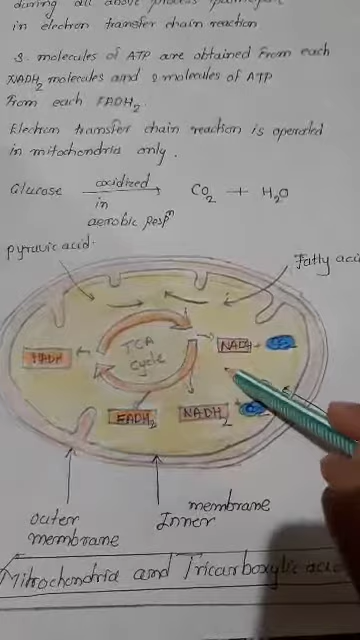 during all above process participate
in electron transfer chain reaction
3. molecules of ATP are obtained from each
NADH2 molecules and 2 molecules of ATP
from each FADH2.
Electron transfer chain reaction is operated
in mitochondria only.
Glucose oxidized in aerobic respn → CO2 + H2O
pyruvic acid.
Fatty acid
TCA
cycle
NADH
NADH +
FADH2
NADH2 +
outer
membrane
Inner membrane
Mitochondria and Tricarboxylic acid